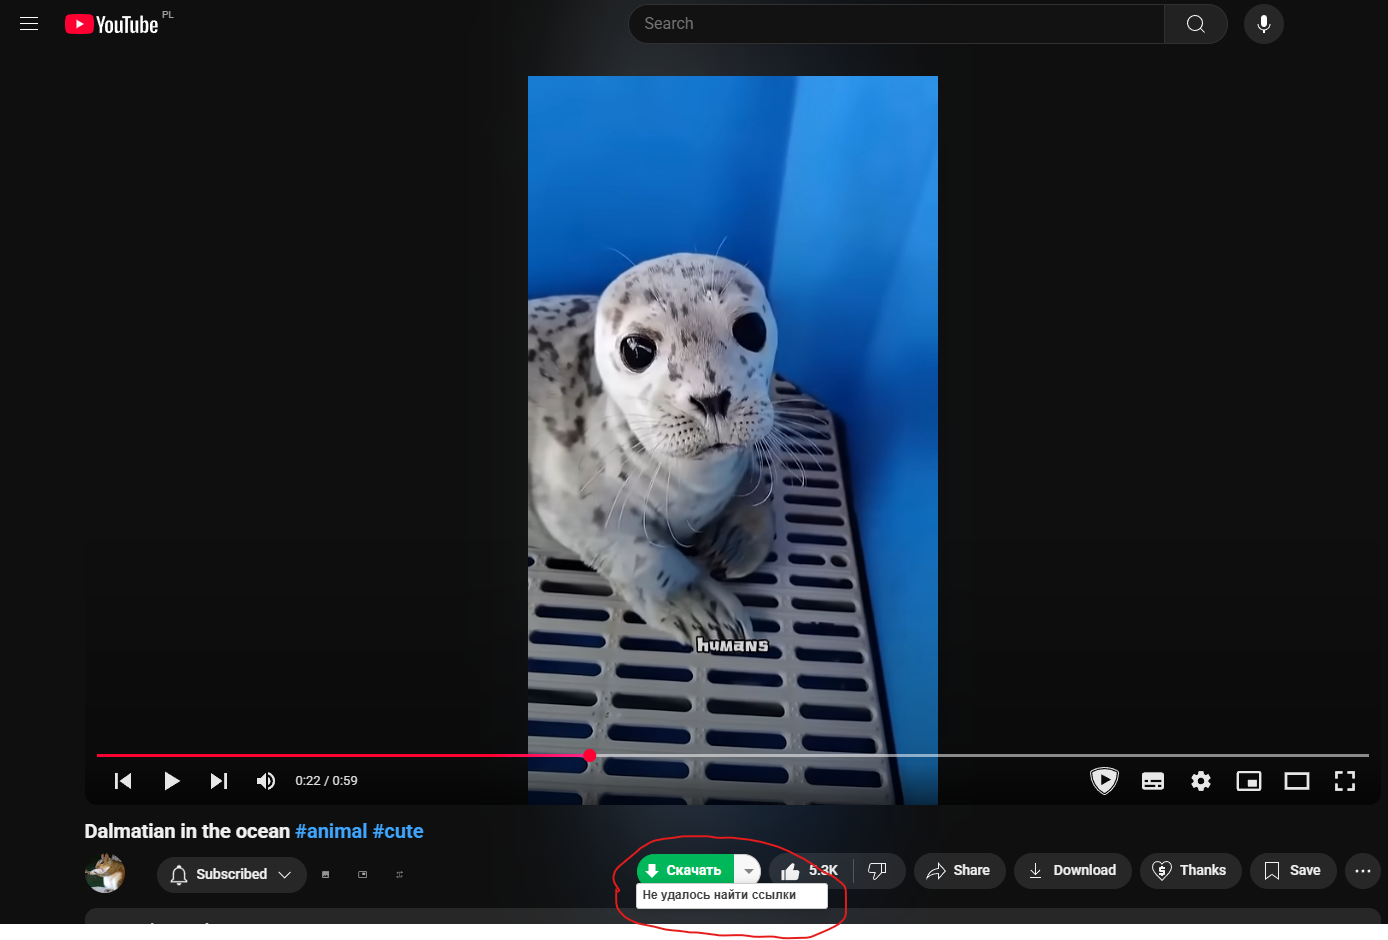 YouTube PL
Search
humans
0:22 / 0:59
Dalmatian in the ocean #animal #cute
Subscribed
Скачать
5.3K
Share
Download
Thanks
Save
Не удалось найти ссылки